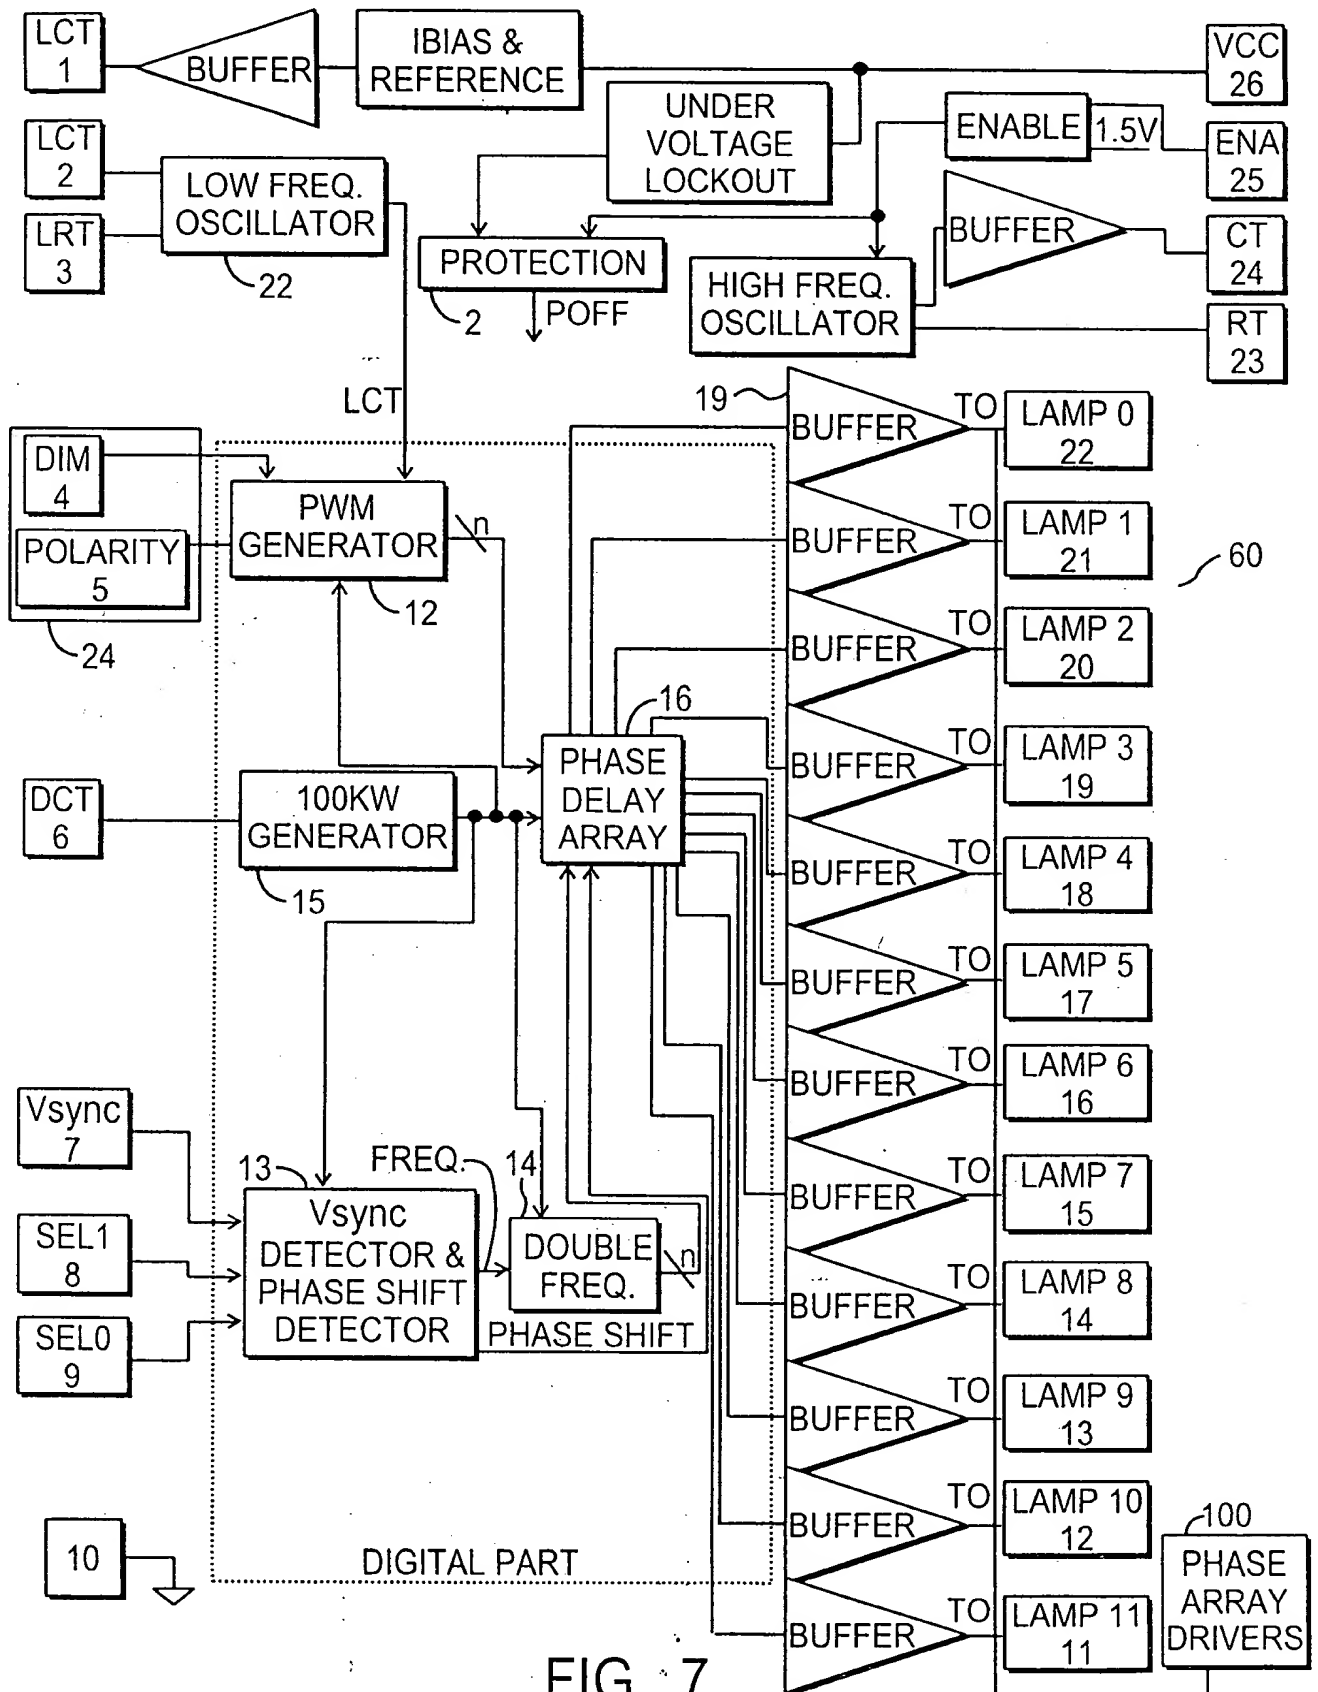 LCT
1
BUFFER
IBIAS &
REFERENCE
VCC
26
LCT
2
LRT
3
LOW FREQ.
OSCILLATOR
22
UNDER
VOLTAGE
LOCKOUT
ENABLE
1.5V
ENA
25
PROTECTION
2
POFF
BUFFER
CT
24
HIGH FREQ.
OSCILLATOR
RT
23
LCT
DIM
4
POLARITY
5
24
PWM
GENERATOR
n
12
19
BUFFER
TO
LAMP 0
22
BUFFER
TO
LAMP 1
21
60
BUFFER
TO
LAMP 2
20
16
PHASE
DELAY
ARRAY
BUFFER
TO
LAMP 3
19
DCT
6
100KW
GENERATOR
15
BUFFER
TO
LAMP 4
18
BUFFER
TO
LAMP 5
17
BUFFER
TO
LAMP 6
16
Vsync
7
SEL1
8
SEL0
9
13
Vsync
DETECTOR &
PHASE SHIFT
DETECTOR
FREQ.
14
DOUBLE
FREQ.
n
PHASE SHIFT
BUFFER
TO
LAMP 7
15
BUFFER
TO
LAMP 8
14
BUFFER
TO
LAMP 9
13
BUFFER
TO
LAMP 10
12
10
DIGITAL PART
100
PHASE
ARRAY
DRIVERS
BUFFER
TO
LAMP 11
11
FIG. 7